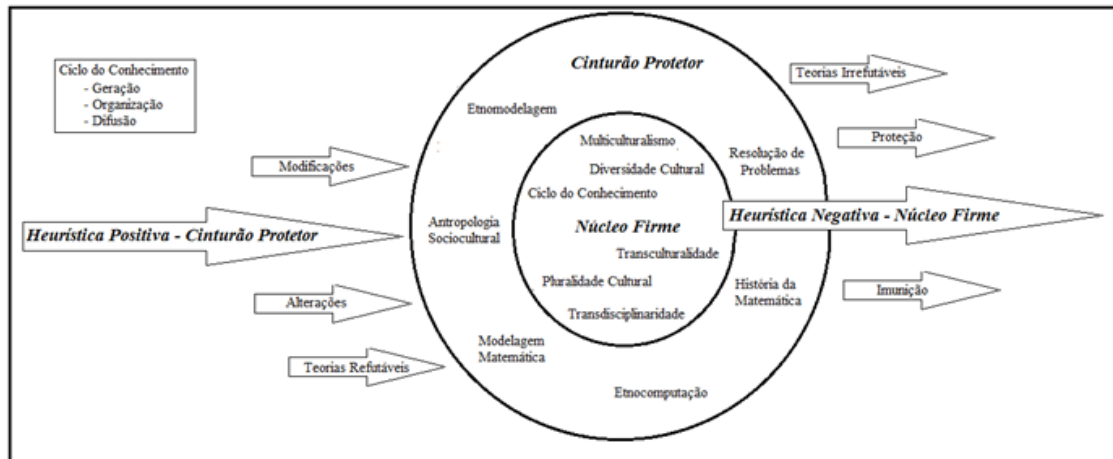 Ciclo do Conhecimento
- Geração
- Organização
- Difusão
Modificações
Heurística Positiva - Cinturão Protetor
Alterações
Teorias Refutáveis
Cinturão Protetor
Etnomodelagem
Antropologia
Sociocultural
Modelagem
Matemática
Etnocomputação
Resolução de
Problemas
História da
Matemática
Multiculturalismo
Diversidade Cultural
Ciclo do Conhecimento
Núcleo Firme
Transculturalidade
Pluralidade Cultural
Transdisciplinaridade
Teorias Irrefutáveis
Proteção
Heurística Negativa - Núcleo Firme
Imunição